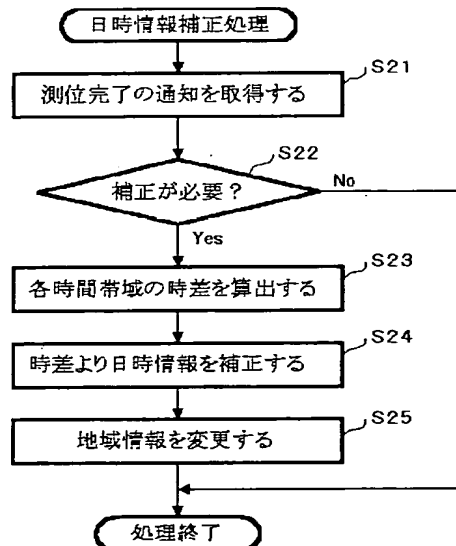 日時情報補正処理
S21
測位完了の通知を取得する
S22
補正が必要?
No
Yes
S23
各時間帯域の時差を算出する
S24
時差より日時情報を補正する
S25
地域情報を変更する
処理終了